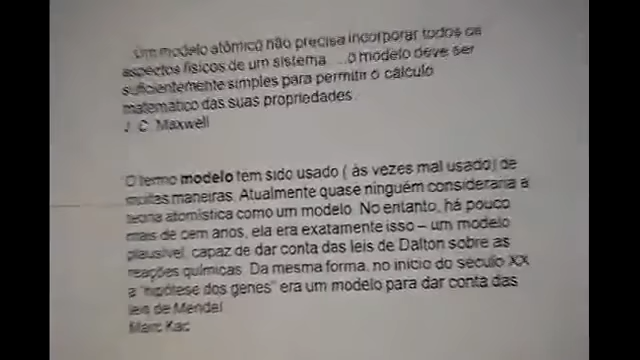 Um modelo atômico não precisa incorporar todos os
aspectos físicos de um sistema ...o modelo deve ser
suficientemente simples para permitir o cálculo
matemático das suas propriedades
J. C. Maxwell
O termo modelo tem sido usado ( às vezes mal usado) de
muitas maneiras. Atualmente quase ninguém consideraria a
teoria atomística como um modelo. No entanto, há pouco
mais de cem anos, ela era exatamente isso – um modelo
plausível, capaz de dar conta das leis de Dalton sobre as
reações químicas. Da mesma forma, no início do século XX
a "hipótese dos genes" era um modelo para dar conta das
leis de Mendel
Marc Kac